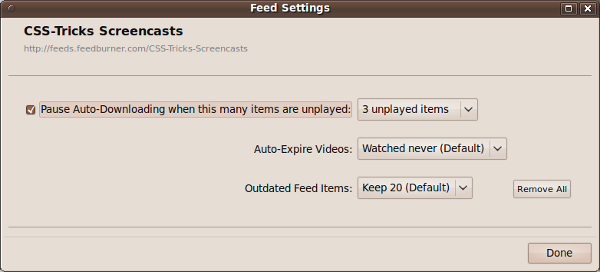 Feed Settings
CSS-Tricks Screencasts
http://feeds.feedburner.com/CSS-Tricks-Screencasts
Pause Auto-Downloading when this many items are unplayed: 3 unplayed items
Auto-Expire Videos: Watched never (Default)
Outdated Feed Items: Keep 20 (Default) Remove All
Done